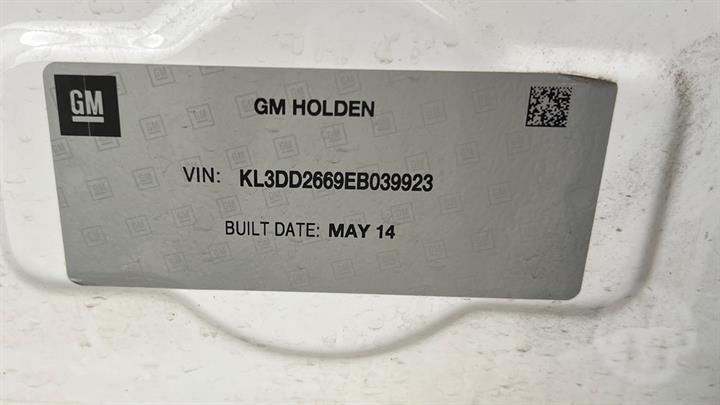 GM
GM HOLDEN
VIN: KL3DD2669EB039923
BUILT DATE: MAY 14